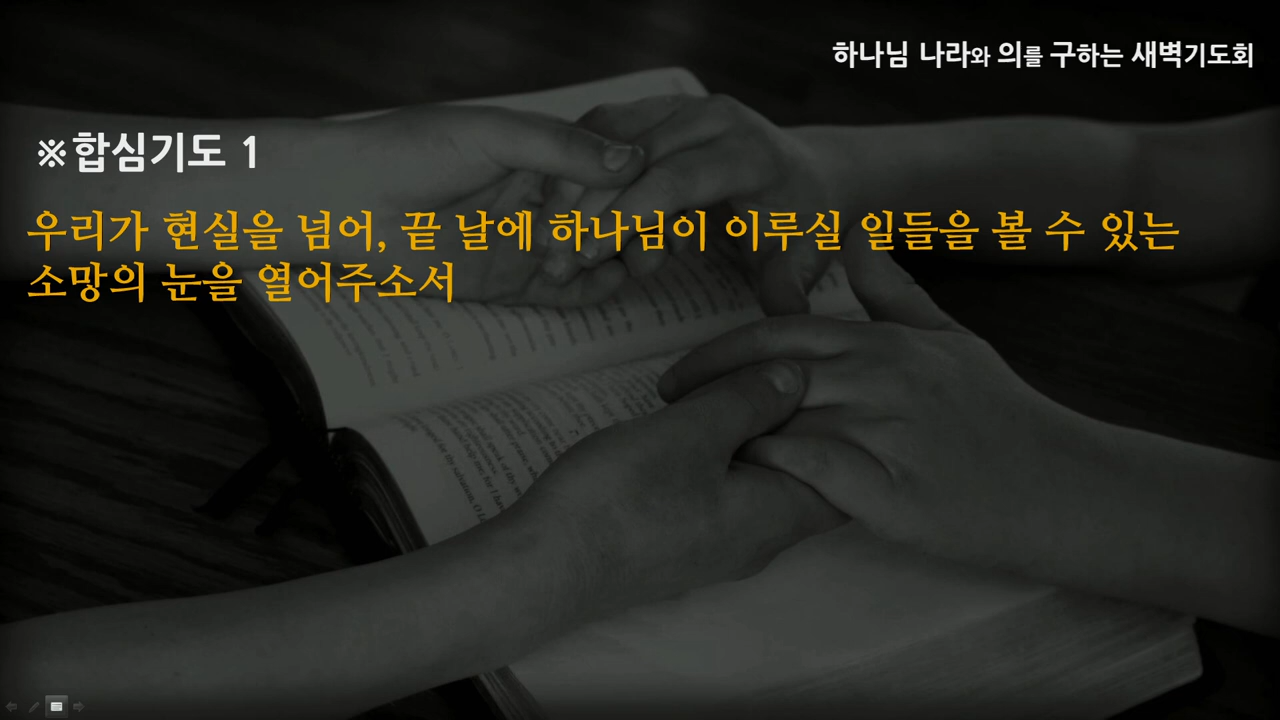 하나님 나라와 의를 구하는 새벽기도회
※합심기도 1
우리가 현실을 넘어, 끝 날에 하나님이 이루실 일들을 볼 수 있는
소망의 눈을 열어주소서